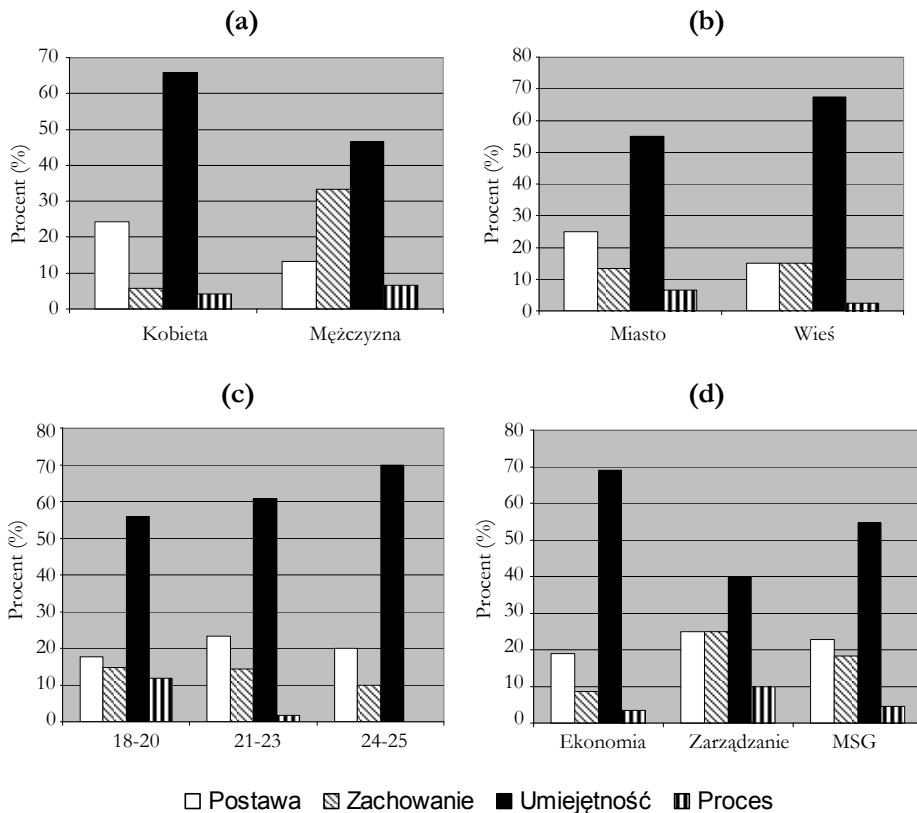 (a)
Procent (%)
70
60
50
40
30
20
10
0
Kobieta Mężczyzna
(b)
Procent (%)
80
70
60
50
40
30
20
10
0
Miasto Wieś
(c)
Procent (%)
80
70
60
50
40
30
20
10
0
18-20 21-23 24-25
(d)
Procent (%)
80
70
60
50
40
30
20
10
0
Ekonomia Zarządzanie MSG
Postawa Zachowanie Umiejętność Proces